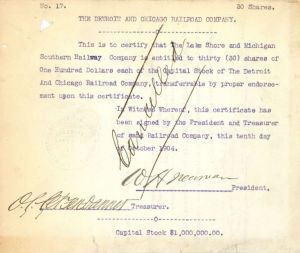 No. 17. 30 Shares.
THE DETROIT AND CHICAGO RAILROAD COMPANY.
This is to certify that The Lake Shore and Michigan
Southern Railway Company is entitled to thirty (30) shares of
One Hundred Dollars each of the Capital Stock of The Detroit
And Chicago Railroad Company, transferable by proper endorse-
ment upon this certificate.
In Witness Whereof, this certificate has
been signed by the President and Treasurer
of said Railroad Company, this tenth day
of October 1904.
Cancelled
President.
Treasurer.
Capital Stock $1,000,000.00.